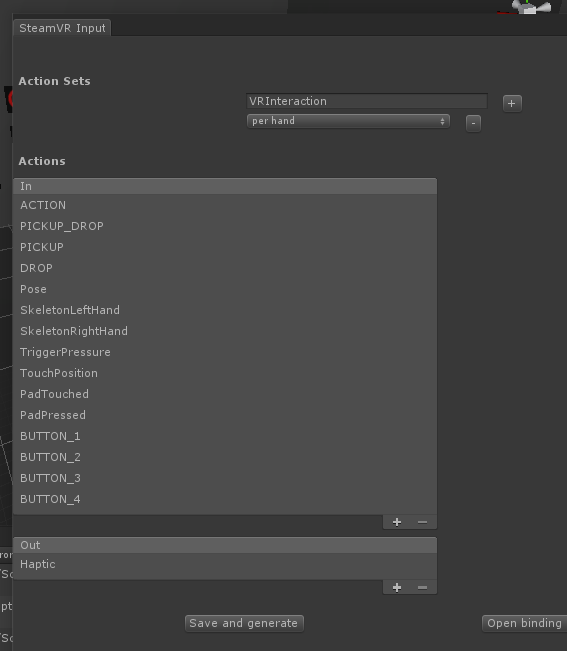 SteamVR Input
Action Sets
VRInteraction
+
per hand
-
Actions
In
ACTION
PICKUP_DROP
PICKUP
DROP
Pose
SkeletonLeftHand
SkeletonRightHand
TriggerPressure
TouchPosition
PadTouched
PadPressed
BUTTON_1
BUTTON_2
BUTTON_3
BUTTON_4
+ −
Out
Haptic
+ −
Save and generate
Open binding